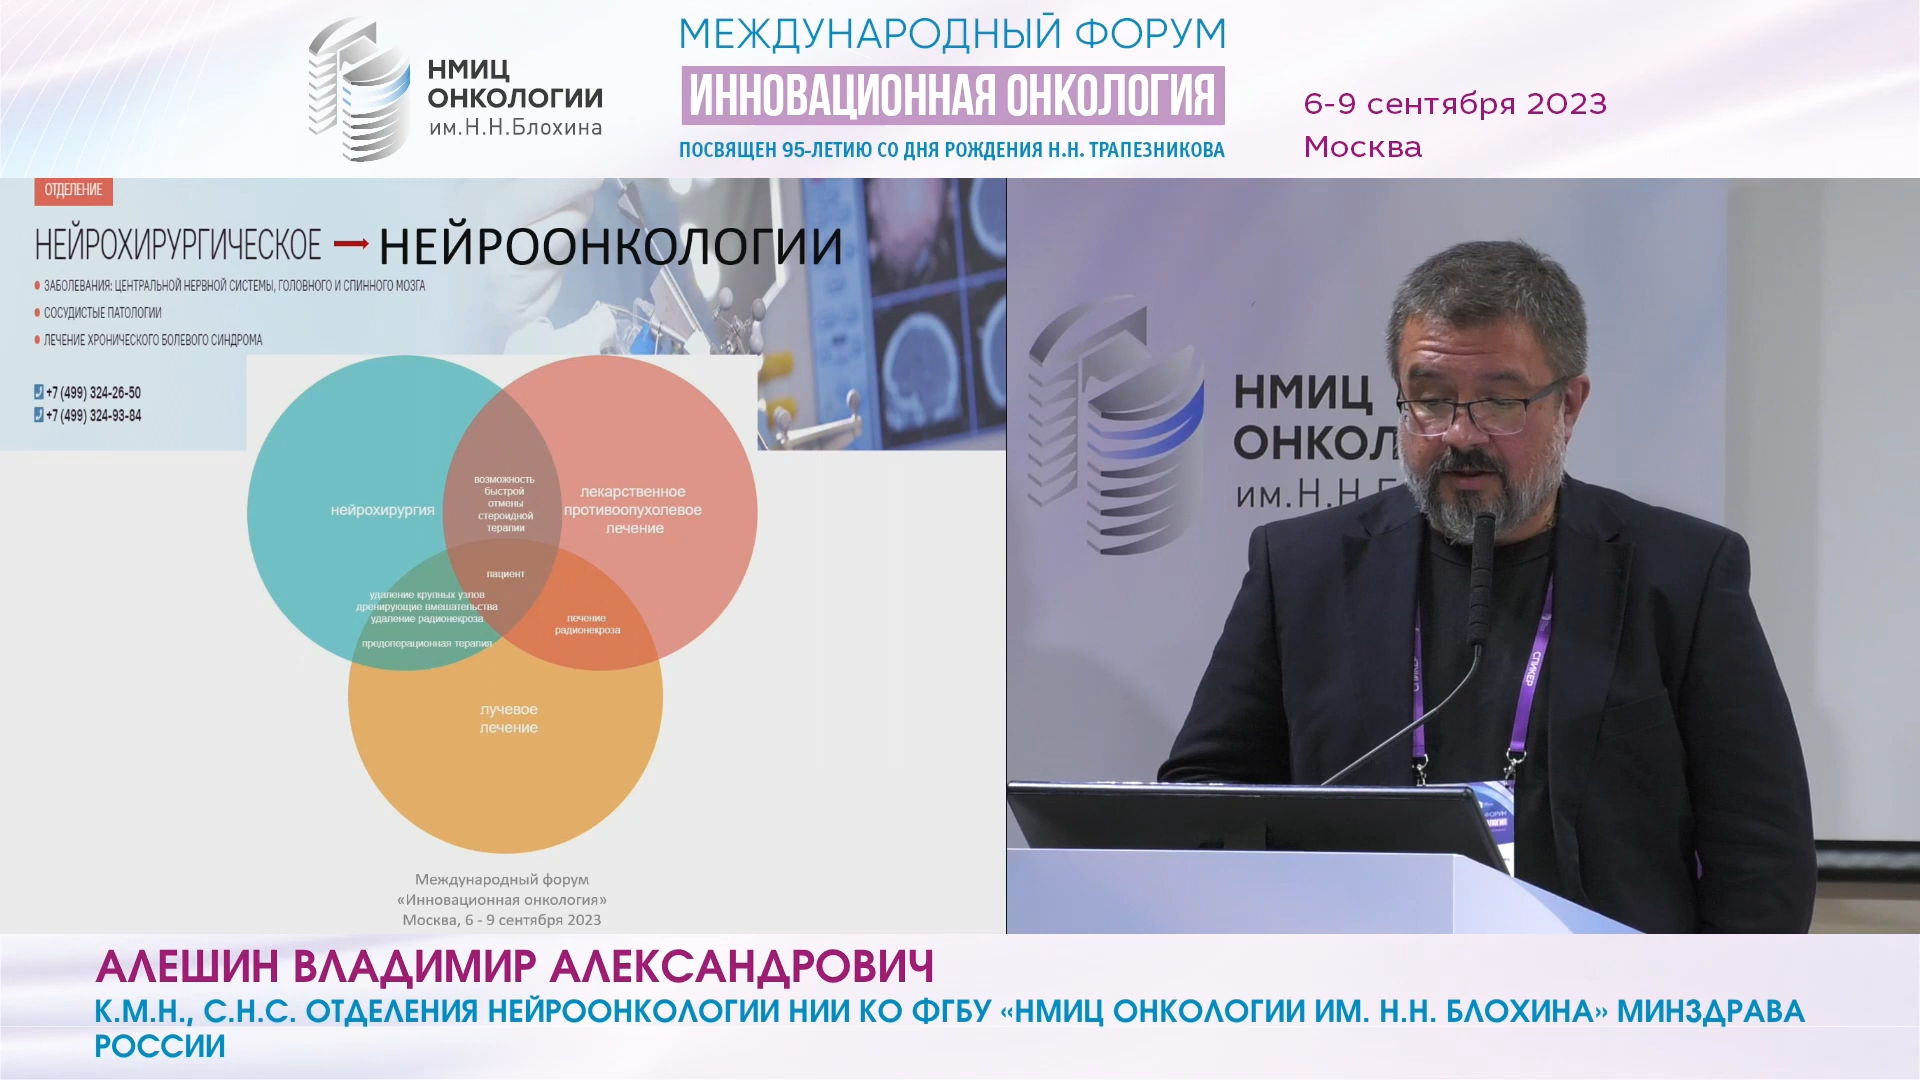 НМИЦ
ОНКОЛОГИИ
им.Н.Н.Блохина
МЕЖДУНАРОДНЫЙ ФОРУМ
ИННОВАЦИОННАЯ ОНКОЛОГИЯ
ПОСВЯЩЕН 95-ЛЕТИЮ СО ДНЯ РОЖДЕНИЯ Н.Н. ТРАПЕЗНИКОВА
6-9 сентября 2023
Москва
ОТДЕЛЕНИЕ
НЕЙРОХИРУРГИЧЕСКОЕ → НЕЙРООНКОЛОГИИ
• ЗАБОЛЕВАНИЯ: ЦЕНТРАЛЬНОЙ НЕРВНОЙ СИСТЕМЫ, ГОЛОВНОГО И СПИННОГО МОЗГА
• СОСУДИСТЫЕ ПАТОЛОГИИ
• ЛЕЧЕНИЕ ХРОНИЧЕСКОГО БОЛЕВОГО СИНДРОМА
+7 (499) 324-26-50
+7 (499) 324-93-84
нейрохирургия
возможность
быстрой
отмены
стероидной
терапии
лекарственное
противоопухолевое
лечение
пациент
удаление крупных узлов
дренирующие вмешательства
удаление радионекроза
предоперационная терапия
лечение
радионекроза
лучевое
лечение
Международный форум
«Инновационная онкология»
Москва, 6 - 9 сентября 2023
НМИЦ
ОНКОЛ
им.Н.Н.Б
СПИКЕР
АЛЕШИН ВЛАДИМИР АЛЕКСАНДРОВИЧ
К.М.Н., С.Н.С. ОТДЕЛЕНИЯ НЕЙРООНКОЛОГИИ НИИ КО ФГБУ «НМИЦ ОНКОЛОГИИ ИМ. Н.Н. БЛОХИНА» МИНЗДРАВА
РОССИИ